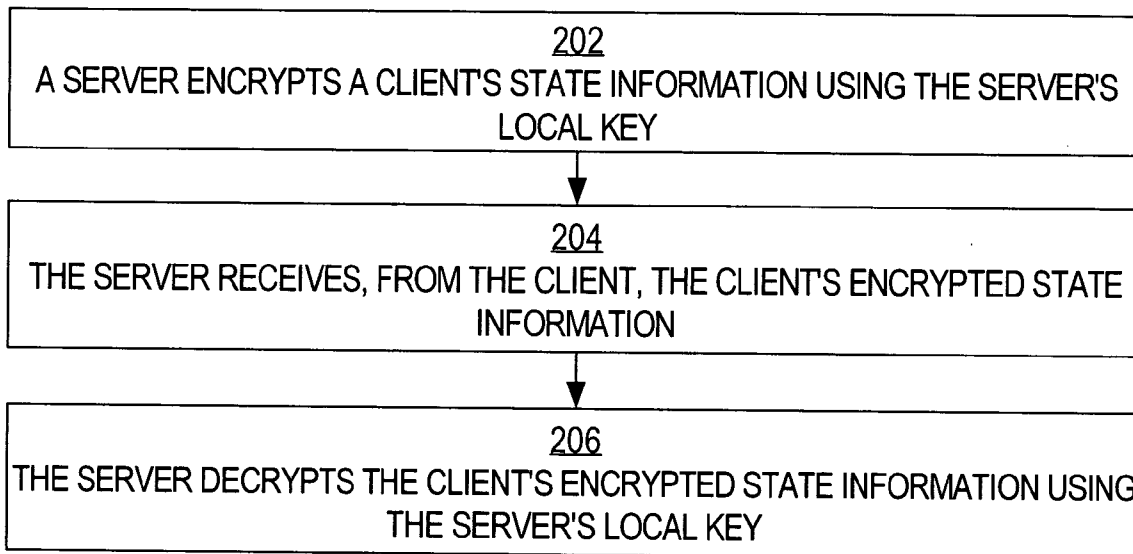 202
A SERVER ENCRYPTS A CLIENT'S STATE INFORMATION USING THE SERVER'S
LOCAL KEY
204
THE SERVER RECEIVES, FROM THE CLIENT, THE CLIENT'S ENCRYPTED STATE
INFORMATION
206
THE SERVER DECRYPTS THE CLIENT'S ENCRYPTED STATE INFORMATION USING
THE SERVER'S LOCAL KEY